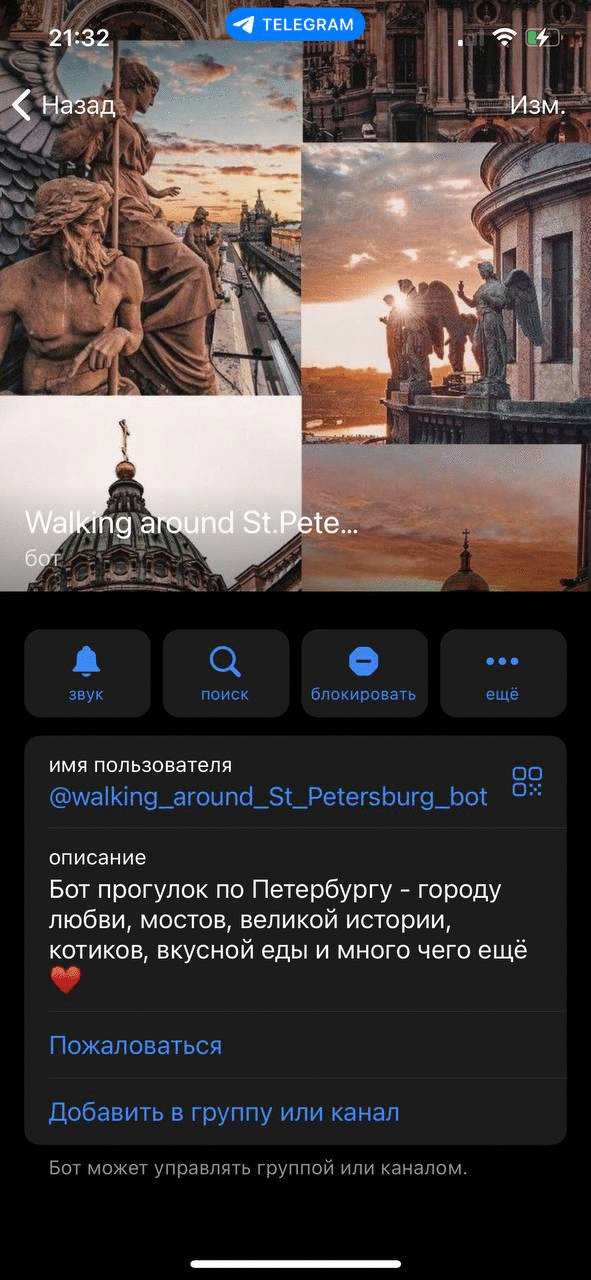 21:32
TELEGRAM
Назад
Изм.
Walking around St.Pete...
бот
звук
поиск
блокировать
ещё
имя пользователя
@walking_around_St_Petersburg_bot
описание
Бот прогулок по Петербургу - городу
любви, мостов, великой истории,
котиков, вкусной еды и много чего ещё
❤️
Пожаловаться
Добавить в группу или канал
Бот может управлять группой или каналом.